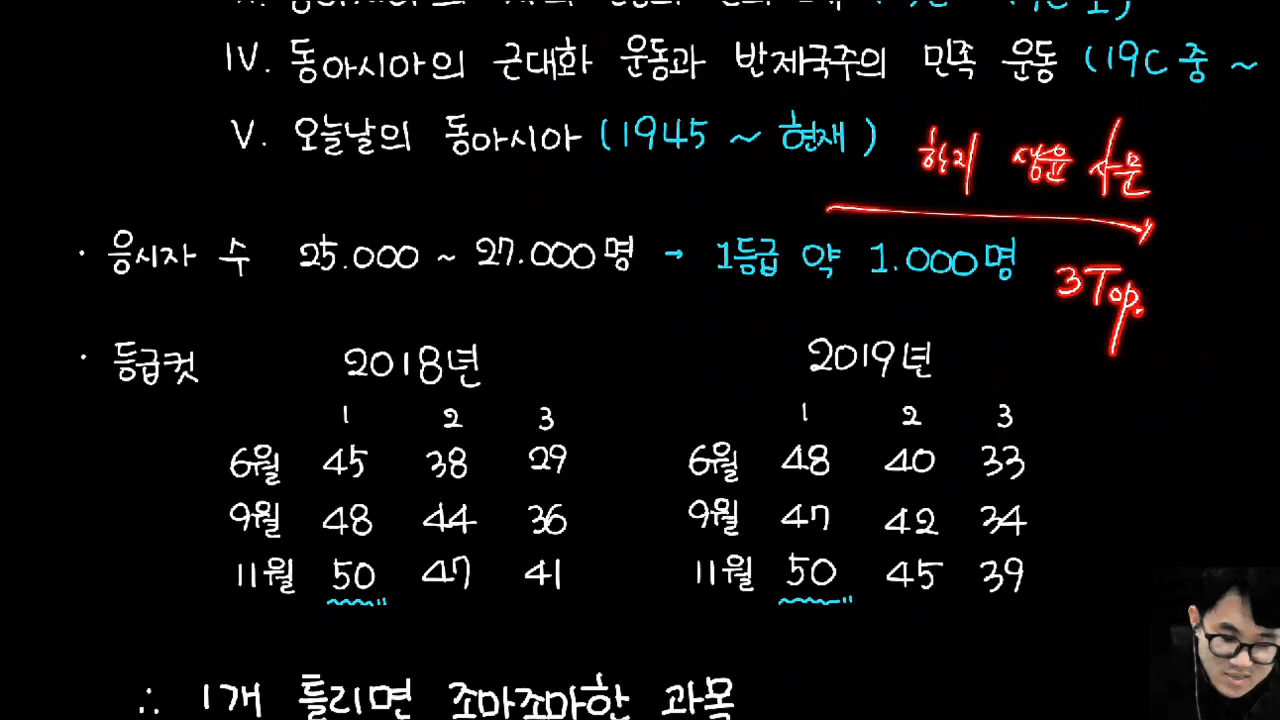 IV. 동아시아의 근대화 운동과 반제국주의 민족 운동 (19C 중 ~
V. 오늘날의 동아시아 (1945 ~ 현재)
한지 생윤 사문
· 응시자 수 25.000 ~ 27.000명 → 1등급 약 1.000명
3Top.
· 등급컷 2018년 2019년
1 2 3 1 2 3
6월 45 38 29 6월 48 40 33
9월 48 44 36 9월 47 42 34
11월 50 47 41 11월 50 45 39
∴ 1개 틀리면 조마조마한 과목